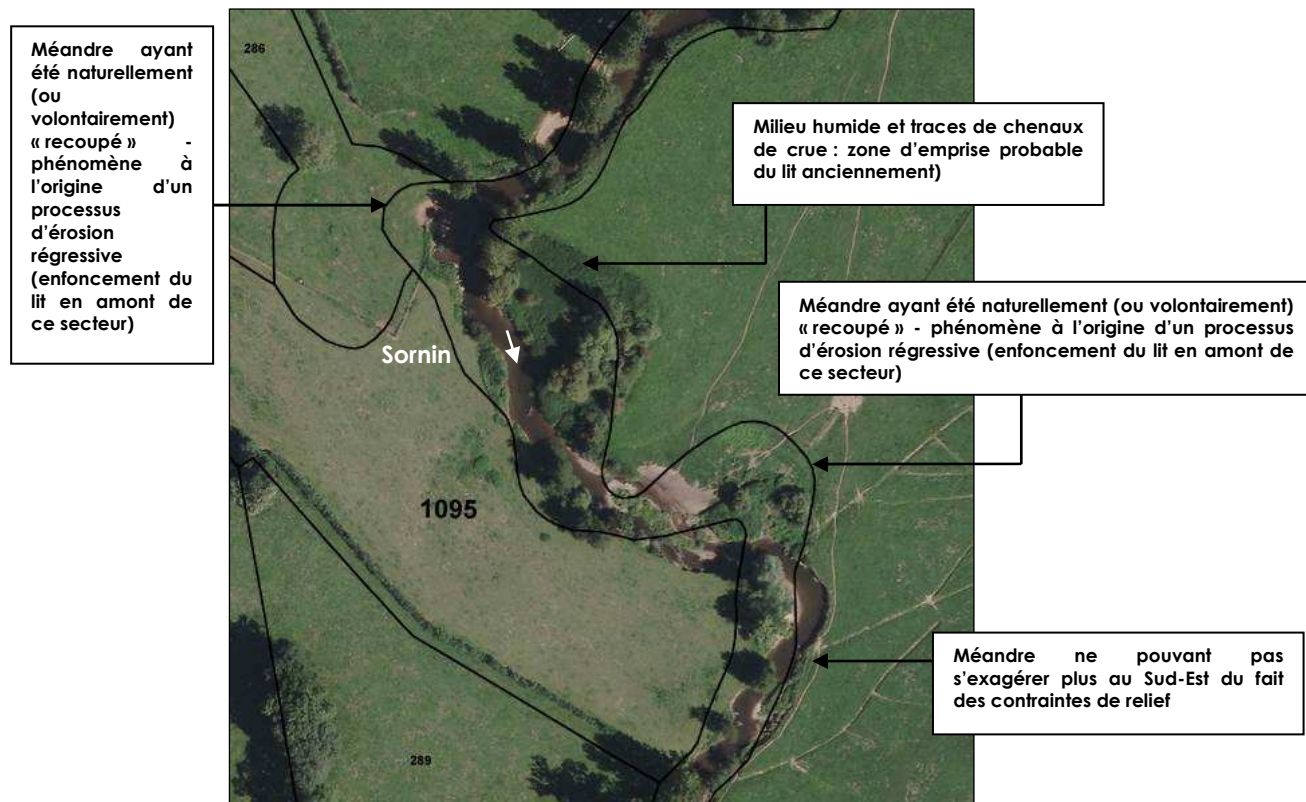 Méandre ayant
été naturellement
(ou
volontairement)
« recoupé » -
phénomène à
l’origine d’un
processus
d’érosion
régressive
(enfoncement du
lit en amont de
ce secteur)
286
Milieu humide et traces de chenaux
de crue : zone d’emprise probable
du lit anciennement)
Méandre ayant été naturellement (ou volontairement)
« recoupé » - phénomène à l’origine d’un processus
d’érosion régressive (enfoncement du lit en amont de
ce secteur)
Sornin
1095
Méandre ne pouvant pas
s’exagérer plus au Sud-Est du fait
des contraintes de relief
289